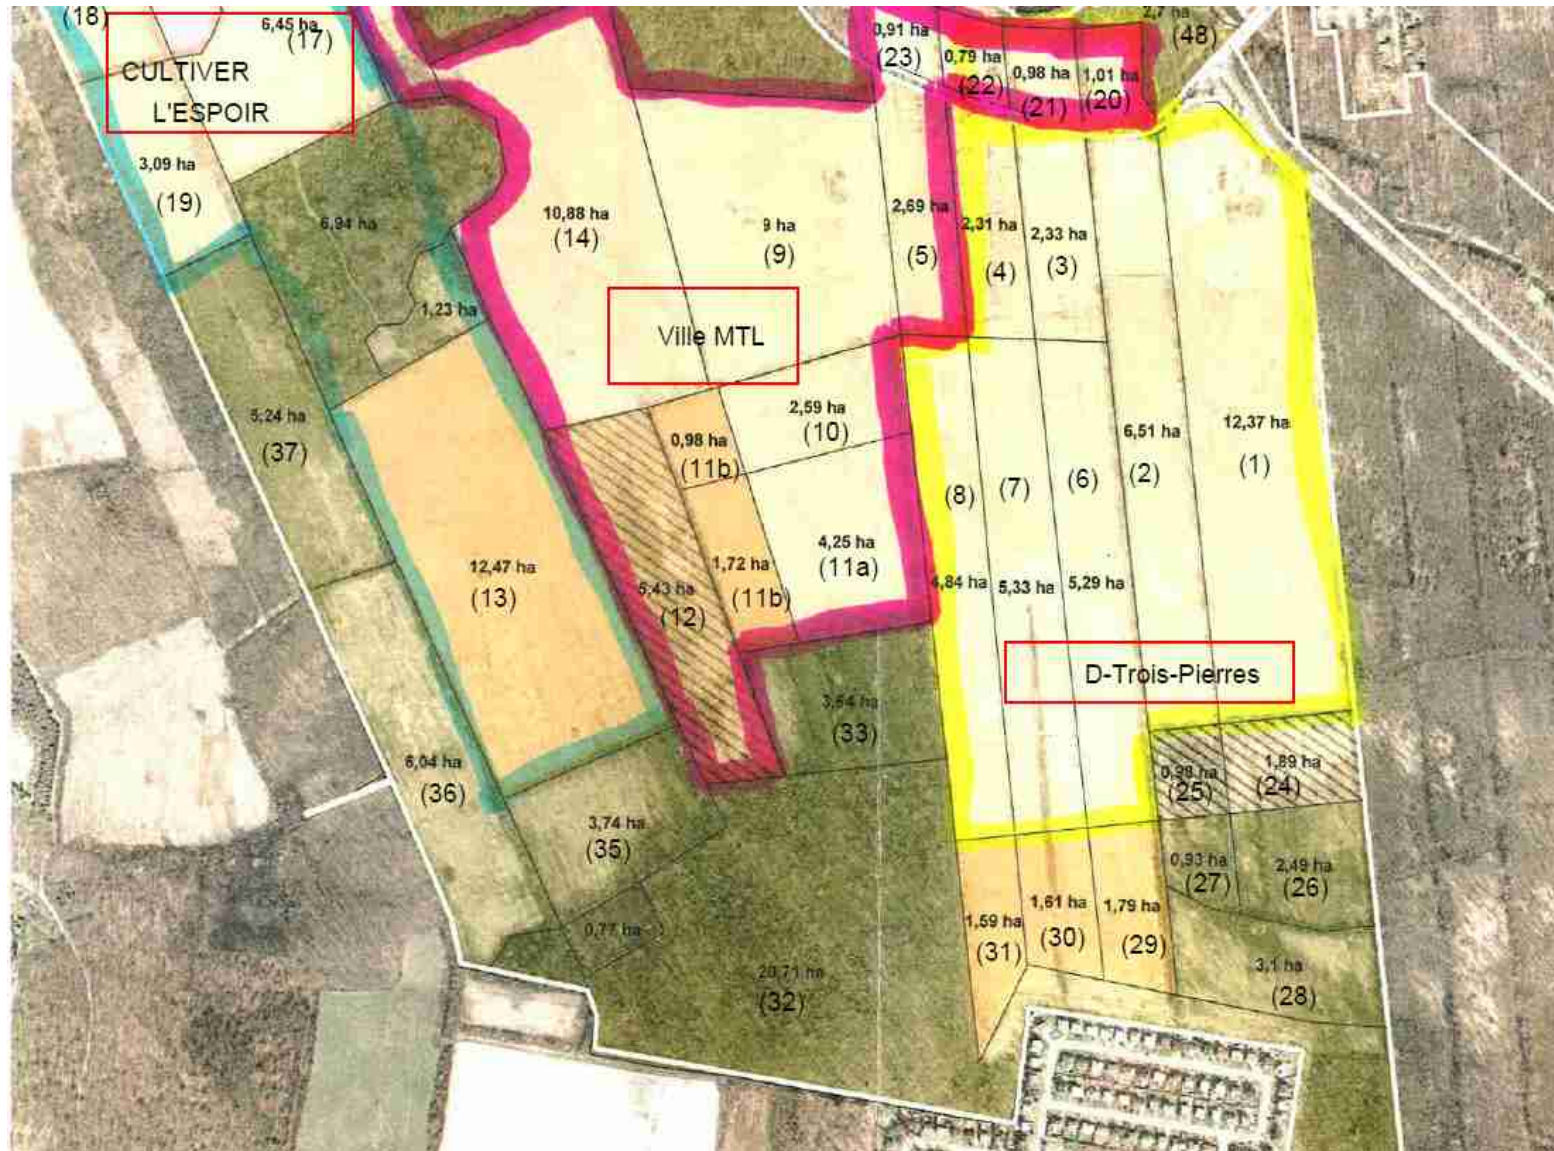 (18)
6,45 ha
(17)
CULTIVER
L'ESPOIR
3,09 ha
(19)
0,91 ha
(23)
0,79 ha
(22)
0,98 ha
(21)
1,01 ha
(20)
2,7 ha
(48)
6,94 ha
1,23 ha
10,88 ha
(14)
9 ha
(9)
2,69 ha
(5)
2,31 ha
(4)
2,33 ha
(3)
Ville MTL
5,24 ha
(37)
0,98 ha
(11b)
2,59 ha
(10)
6,51 ha
(2)
12,37 ha
(1)
(8)
(7)
(6)
12,47 ha
(13)
5,43 ha
(12)
1,72 ha
(11b)
4,25 ha
(11a)
4,84 ha
5,33 ha
5,29 ha
D-Trois-Pierres
3,64 ha
(33)
6,04 ha
(36)
0,98 ha
(25)
1,89 ha
(24)
3,74 ha
(35)
0,93 ha
(27)
2,49 ha
(26)
0,77 ha
1,59 ha
(31)
1,61 ha
(30)
1,79 ha
(29)
20,71 ha
(32)
3,1 ha
(28)